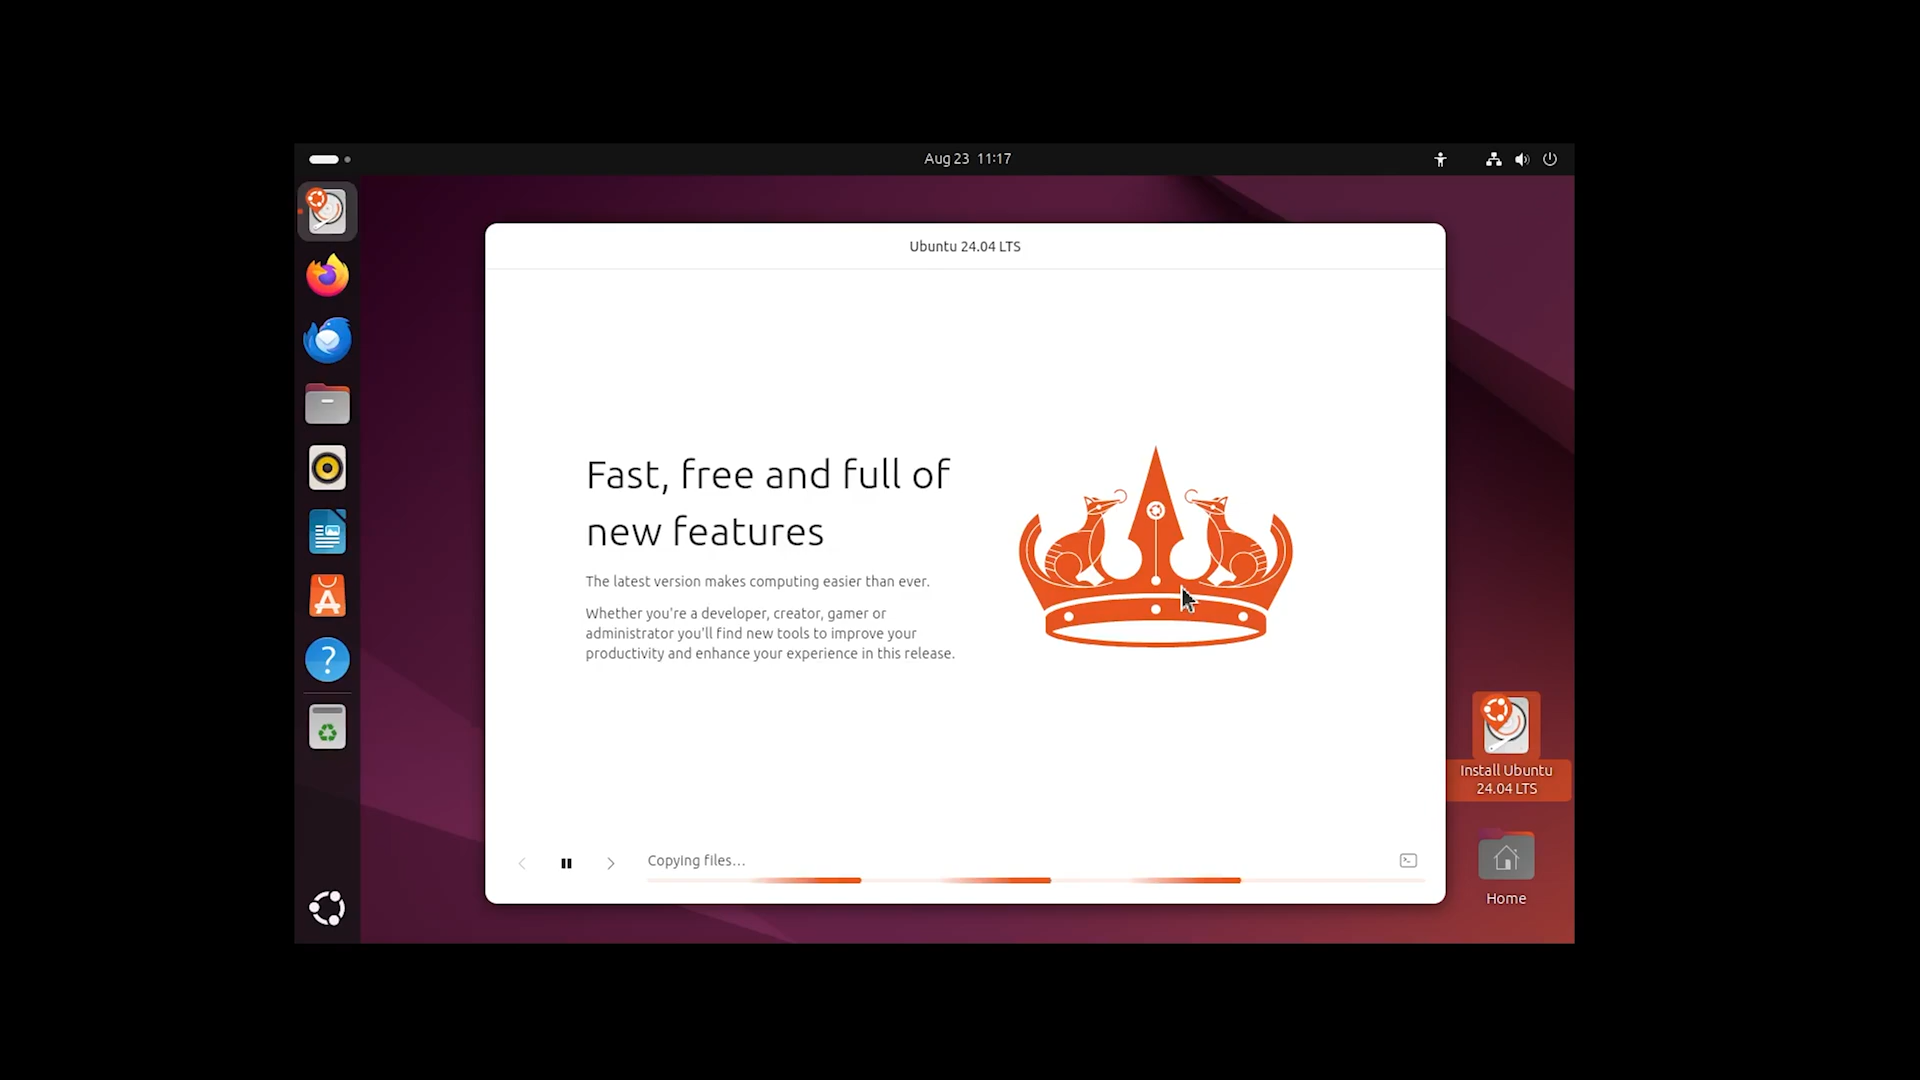 Aug 23 11:17
Ubuntu 24.04 LTS
Fast, free and full of
new features
The latest version makes computing easier than ever.
Whether you're a developer, creator, gamer or
administrator you'll find new tools to improve your
productivity and enhance your experience in this release.
Copying files...
Install Ubuntu
24.04 LTS
Home